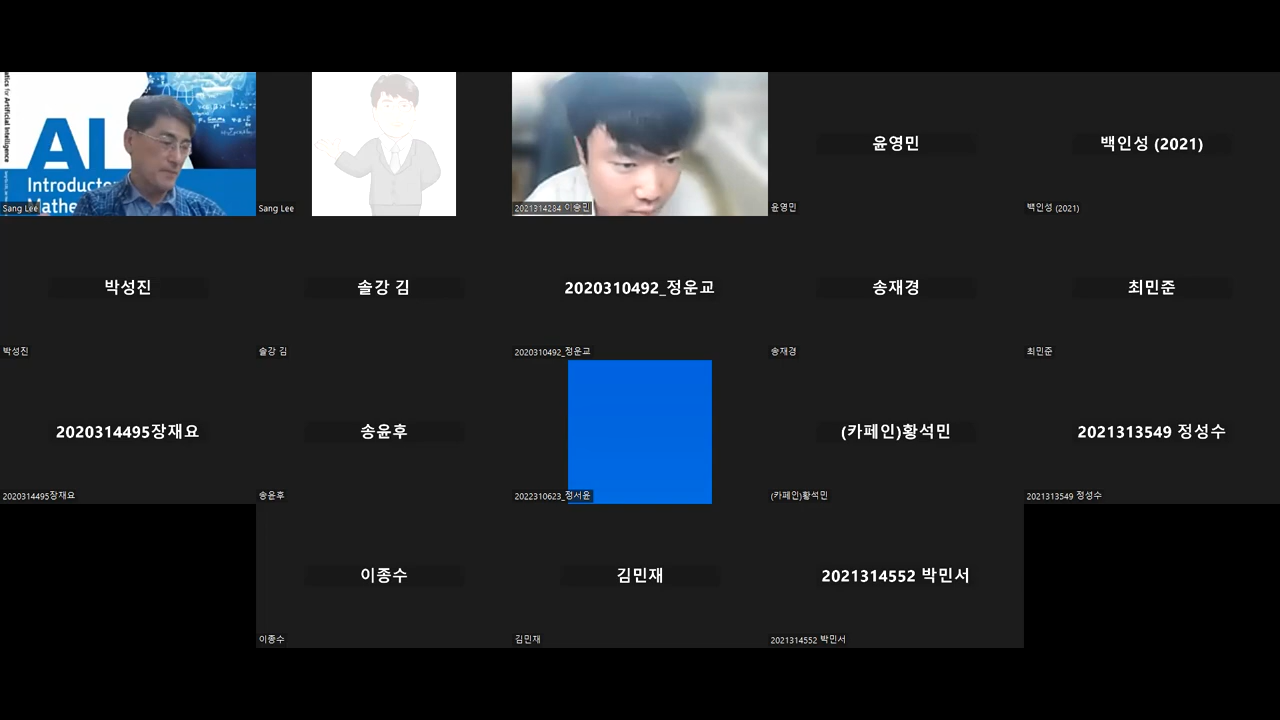 matics for Artificial Intelligence
AI
Introductor
Mathe
Sang Lee
Sang Lee
2021314284 이승민
윤영민
윤영민
백인성 (2021)
백인성 (2021)
박성진
박성진
솔강 김
솔강 김
2020310492_정운교
2020310492_정운교
송재경
송재경
최민준
최민준
2020314495장재요
2020314495장재요
송윤후
송윤후
2022310623_정서윤
(카페인)황석민
(카페인)황석민
2021313549 정성수
2021313549 정성수
이종수
이종수
김민재
김민재
2021314552 박민서
2021314552 박민서